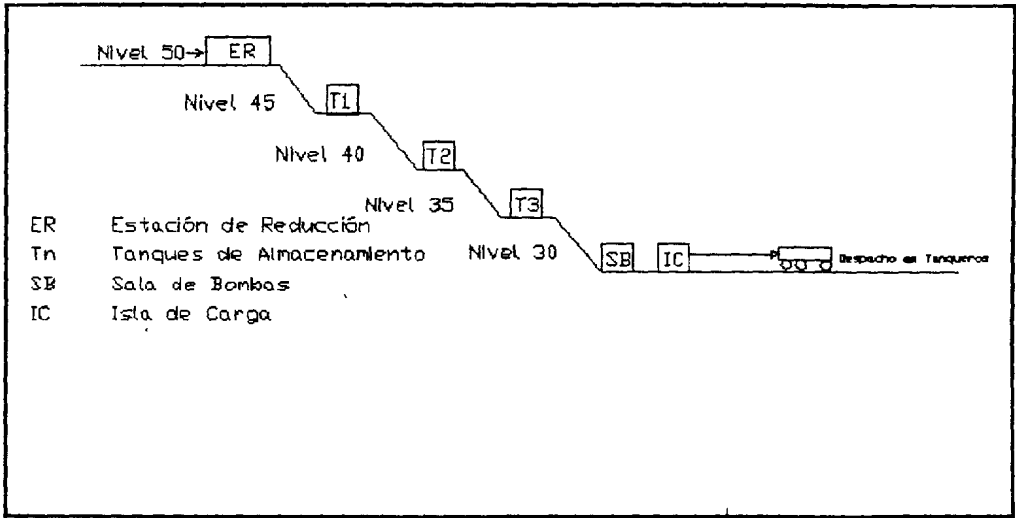 Nivel 50→ ER
Nivel 45 T1
Nivel 40 T2
Nivel 35 T3
Nivel 30 SB IC Despacho en Tanqueros
ER Estación de Reducción
Tn Tanques de Almacenamiento
SB Sala de Bombas
IC Isla de Carga